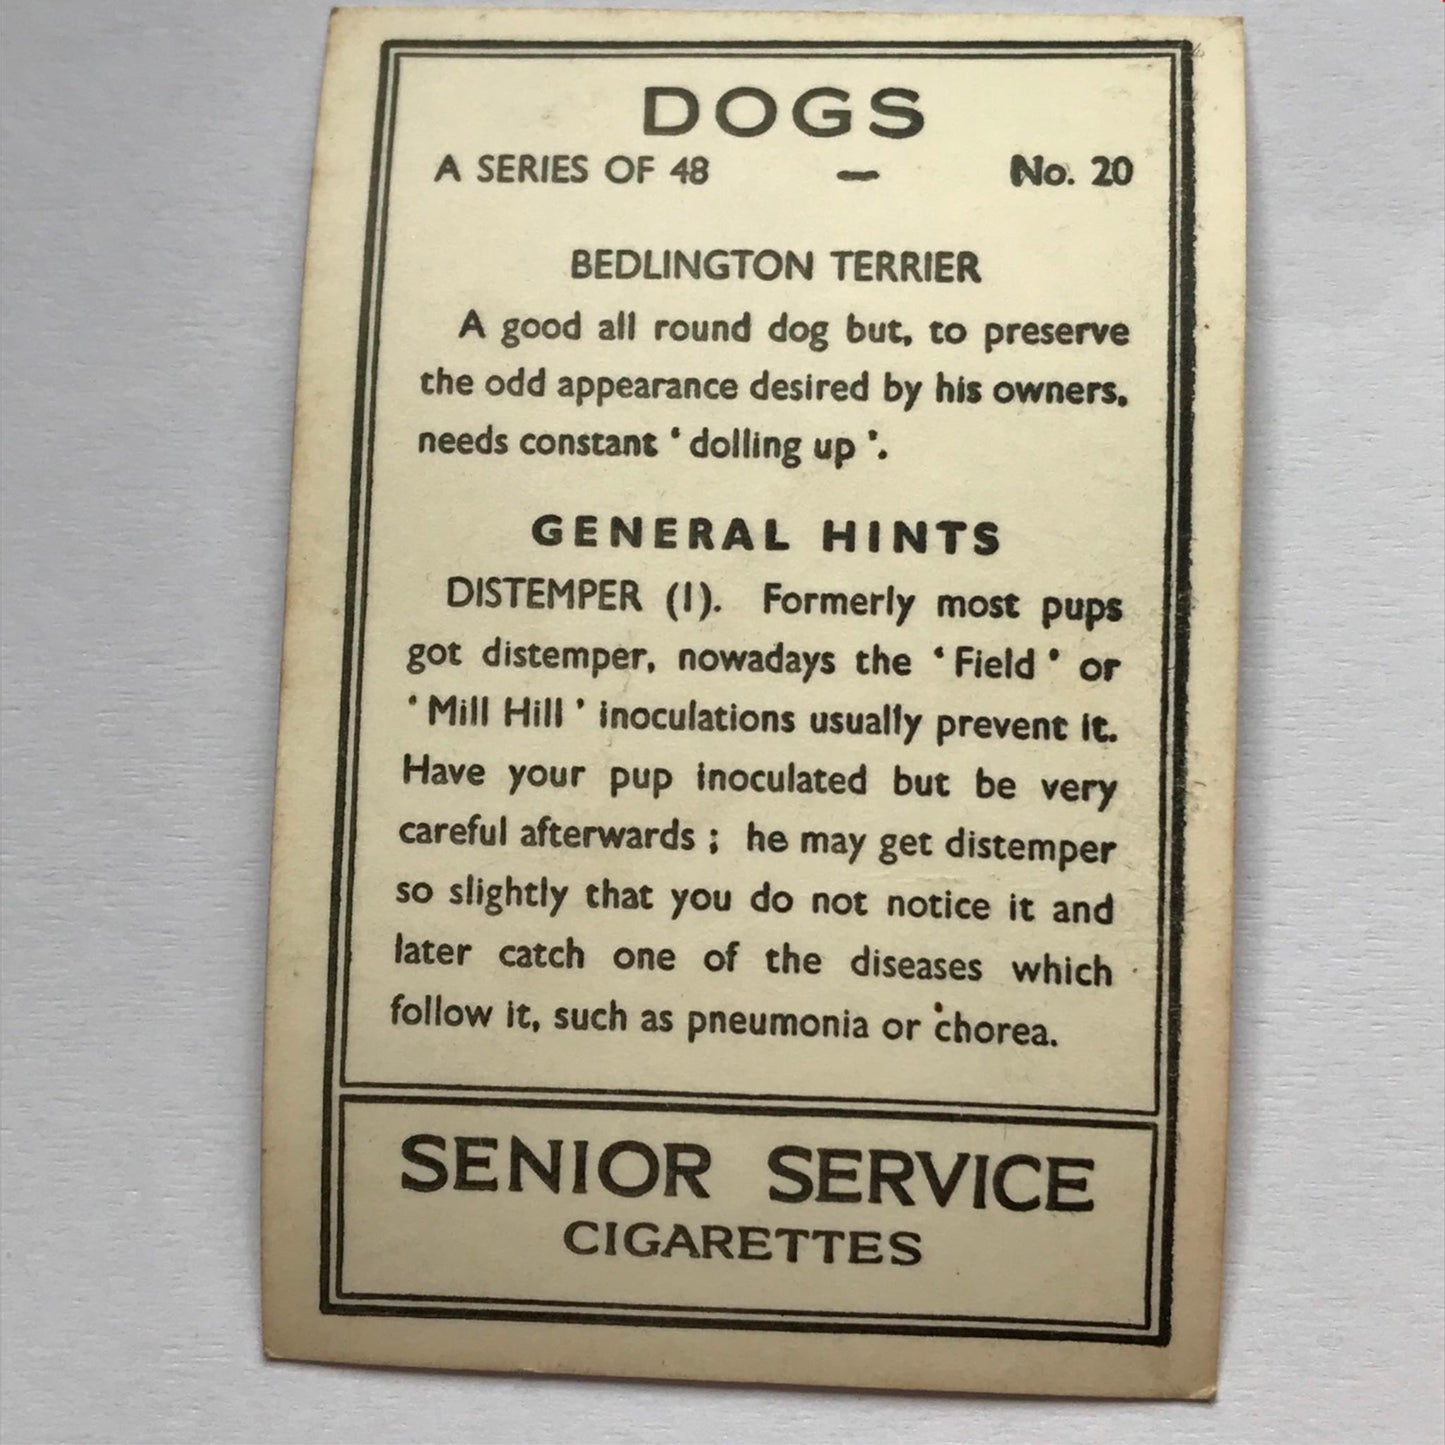 DOGS
A SERIES OF 48 — No. 20
BEDLINGTON TERRIER
A good all round dog but, to preserve
the odd appearance desired by his owners,
needs constant ‘ dolling up ’.
GENERAL HINTS
DISTEMPER (1). Formerly most pups
got distemper, nowadays the ‘ Field ’ or
‘ Mill Hill ’ inoculations usually prevent it.
Have your pup inoculated but be very
careful afterwards ; he may get distemper
so slightly that you do not notice it and
later catch one of the diseases which
follow it, such as pneumonia or chorea.
SENIOR SERVICE
CIGARETTES